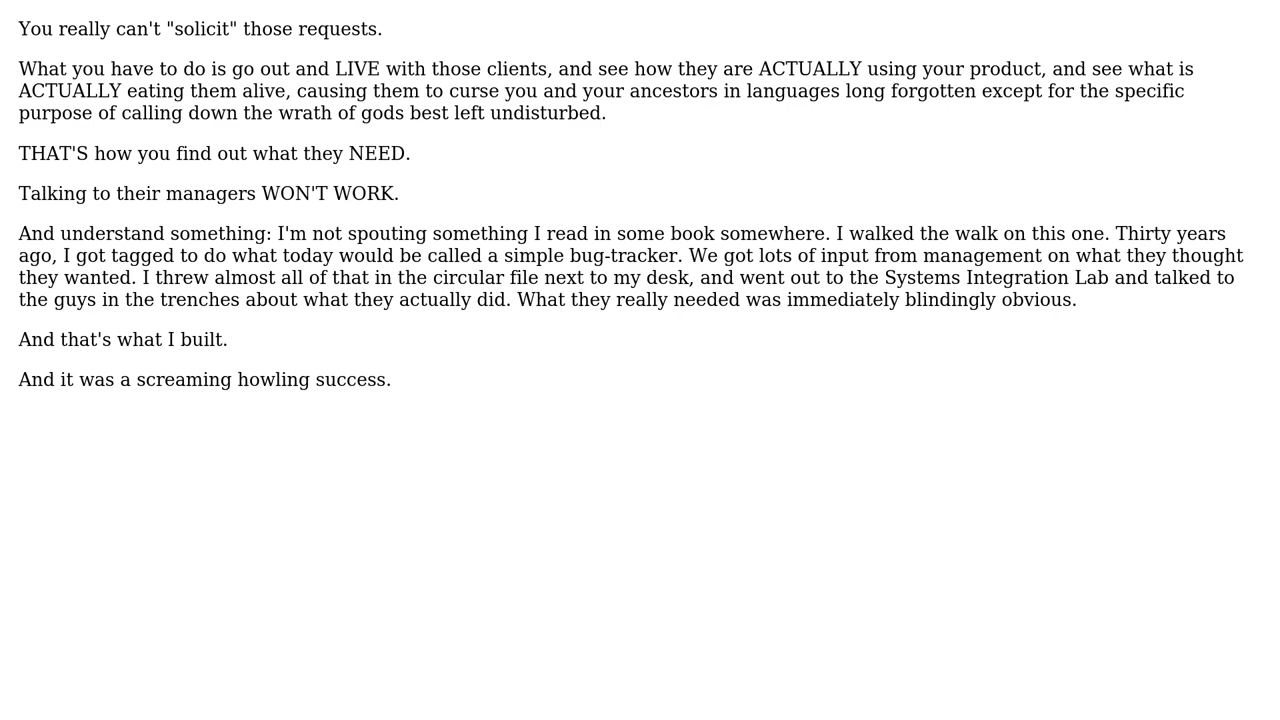 You really can't "solicit" those requests.
What you have to do is go out and LIVE with those clients, and see how they are ACTUALLY using your product, and see what is
ACTUALLY eating them alive, causing them to curse you and your ancestors in languages long forgotten except for the specific
purpose of calling down the wrath of gods best left undisturbed.
THAT'S how you find out what they NEED.
Talking to their managers WON'T WORK.
And understand something: I'm not spouting something I read in some book somewhere. I walked the walk on this one. Thirty years
ago, I got tagged to do what today would be called a simple bug-tracker. We got lots of input from management on what they thought
they wanted. I threw almost all of that in the circular file next to my desk, and went out to the Systems Integration Lab and talked to
the guys in the trenches about what they actually did. What they really needed was immediately blindingly obvious.
And that's what I built.
And it was a screaming howling success.